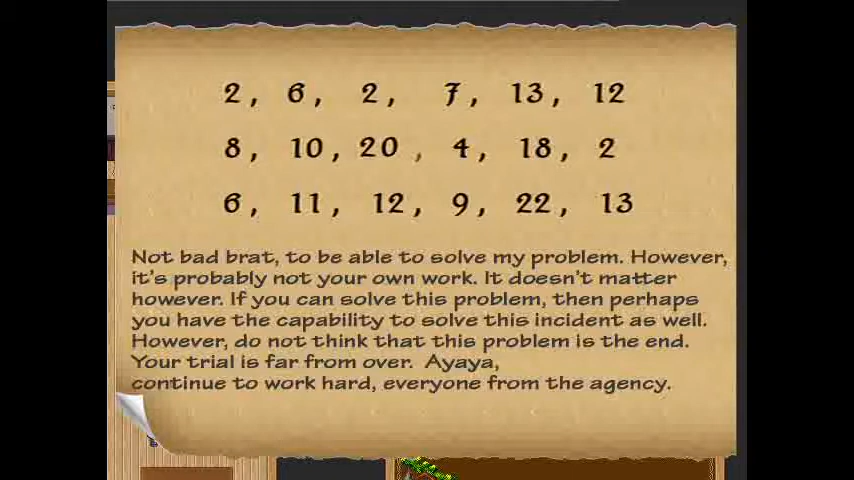 2, 6, 2, 7, 13, 12
8, 10, 20, 4, 18, 2
6, 11, 12, 9, 22, 13
Not bad brat, to be able to solve my problem. However,
it's probably not your own work. It doesn't matter
however. If you can solve this problem, then perhaps
you have the capability to solve this incident as well.
However, do not think that this problem is the end.
Your trial is far from over. Ayaya,
continue to work hard, everyone from the agency.